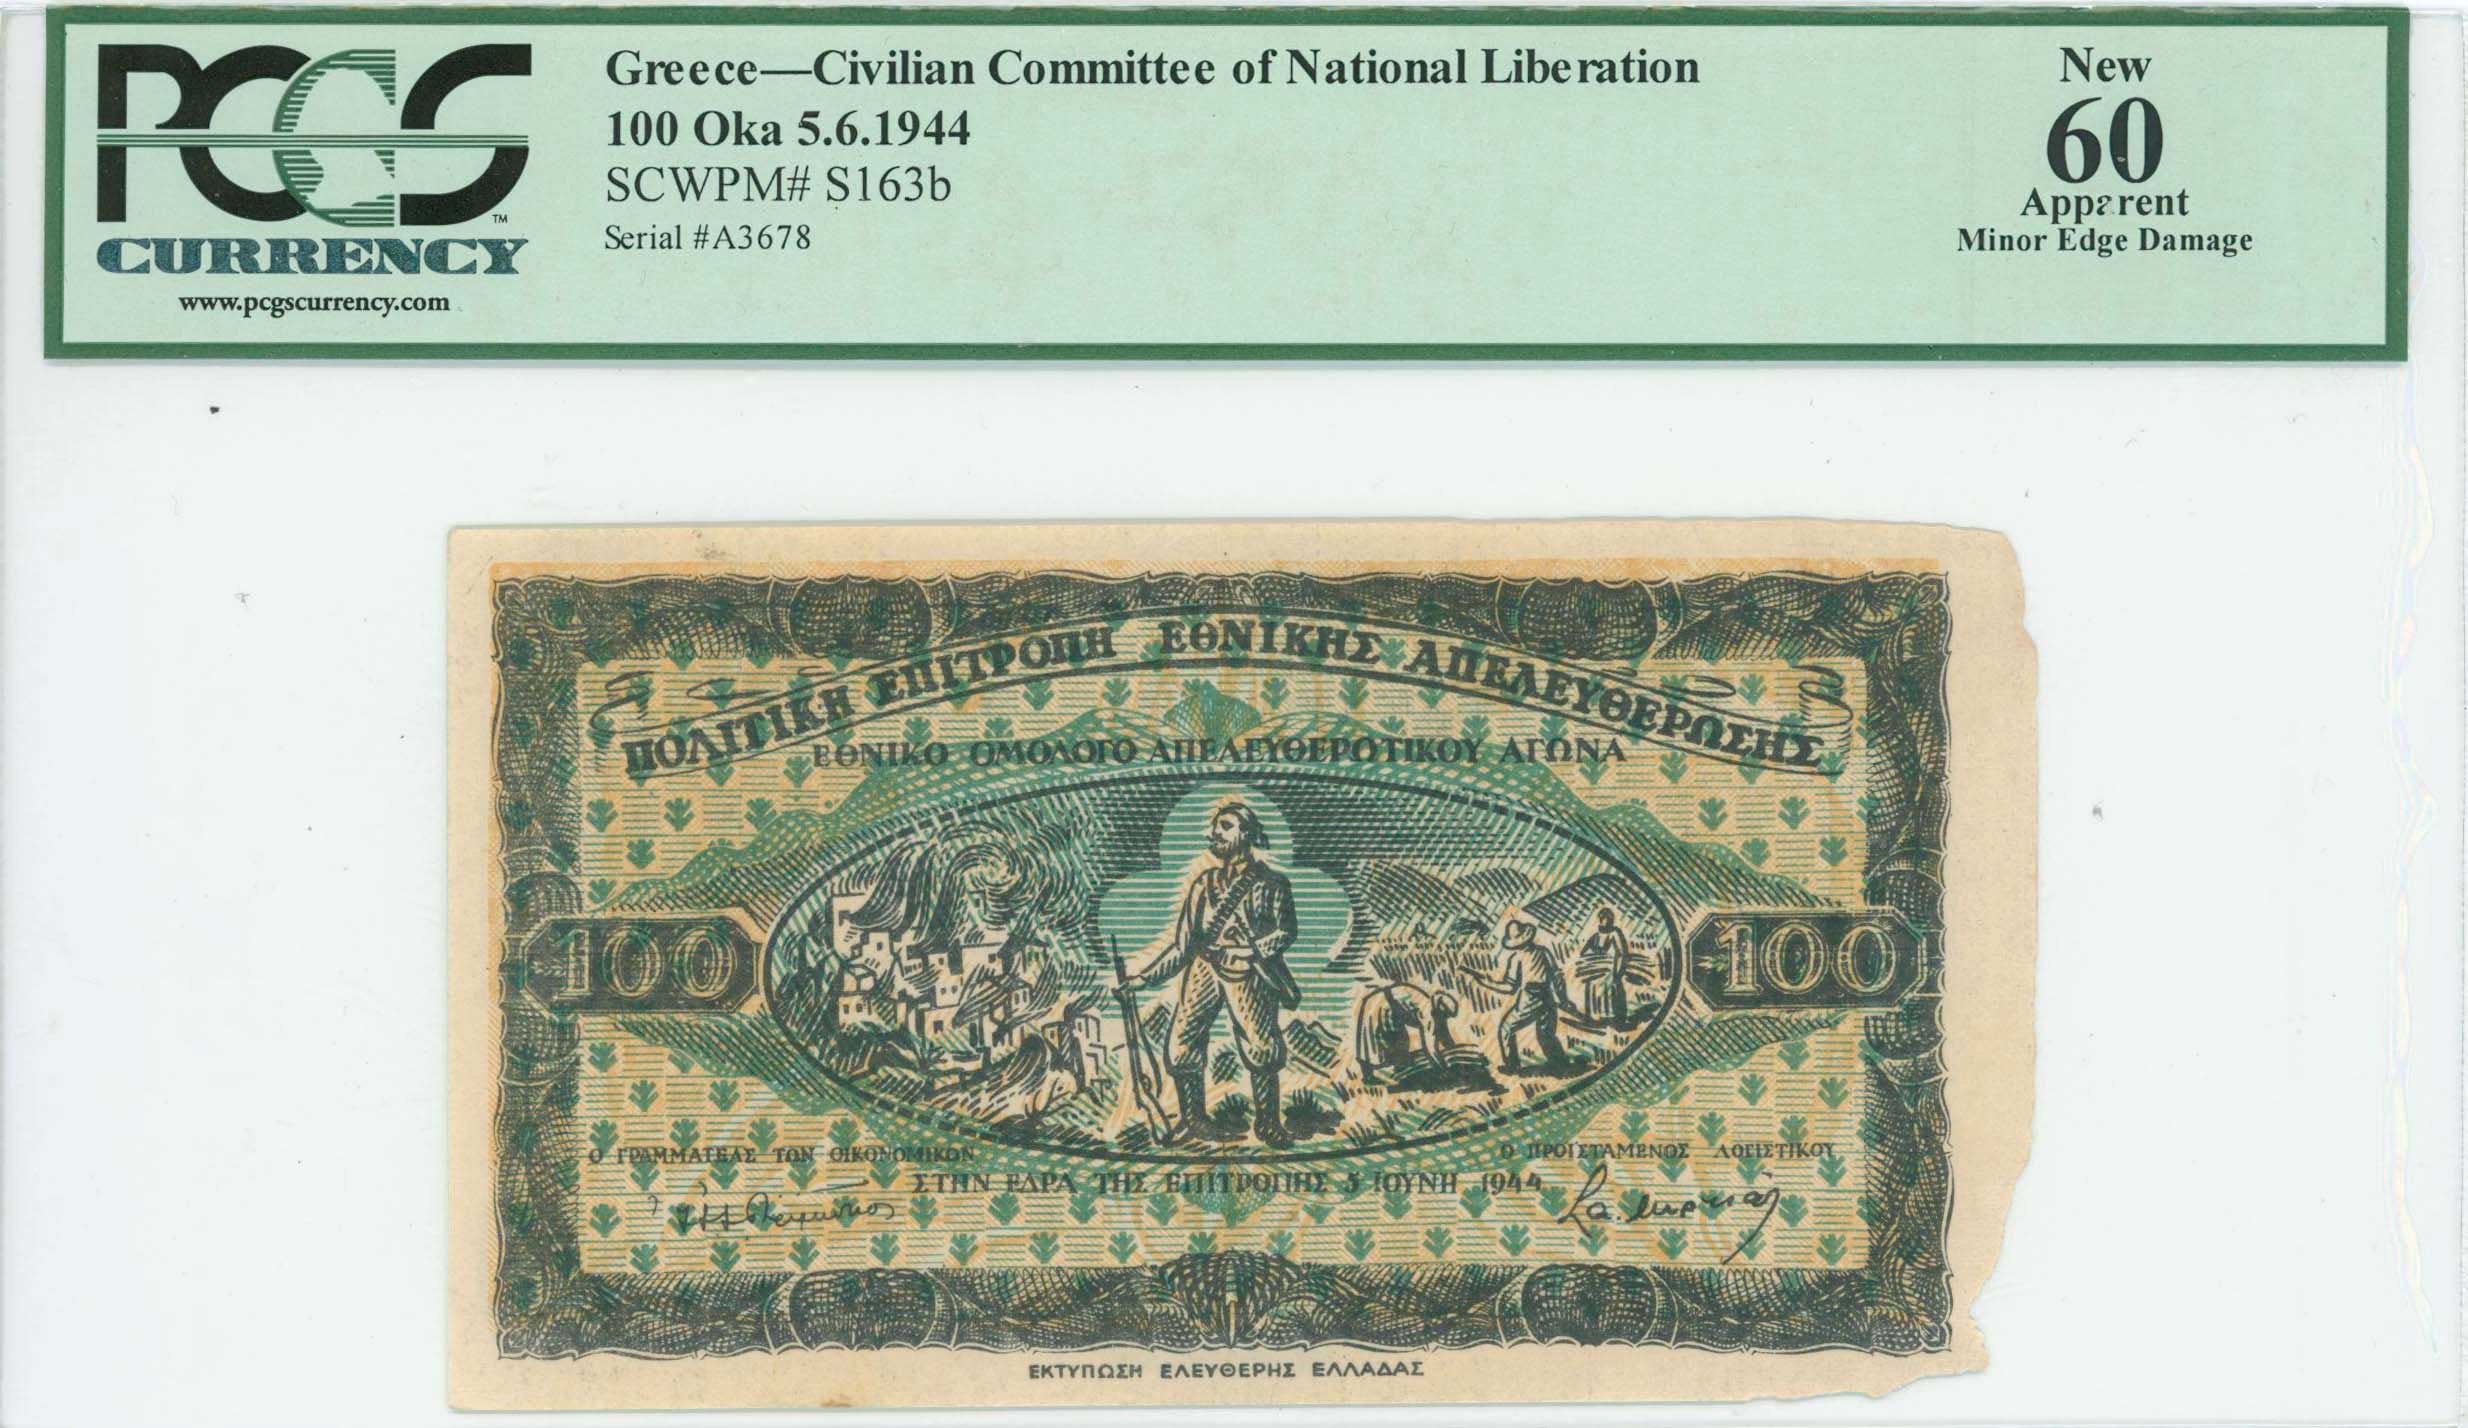 PCGS™
CURRENCY
www.pcgscurrency.com
Greece—Civilian Committee of National Liberation
100 Oka 5.6.1944
SCWPM# S163b
Serial #A3678
New
60
Apparent
Minor Edge Damage
ΠΟΛΙΤΙΚΗ ΕΠΙΤΡΟΠΗ ΕΘΝΙΚΗΣ ΑΠΕΛΕΥΘΕΡΩΣΗΣ
ΕΘΝΙΚΟ ΟΜΟΛΟΓΟ ΑΠΕΛΕΥΘΕΡΩΤΙΚΟΥ ΑΓΩΝΑ
100 100
Ο ΓΡΑΜΜΑΤΕΑΣ ΤΩΝ ΟΙΚΟΝΟΜΙΚΩΝ Ο ΠΡΟΪΣΤΑΜΕΝΟΣ ΛΟΓΙΣΤΙΚΟΥ
ΣΤΗΝ ΕΔΡΑ ΤΗΣ ΕΠΙΤΡΟΠΗΣ 5 ΙΟΥΝΗ 1944
ΕΚΤΥΠΩΣΗ ΕΛΕΥΘΕΡΗΣ ΕΛΛΑΔΑΣ